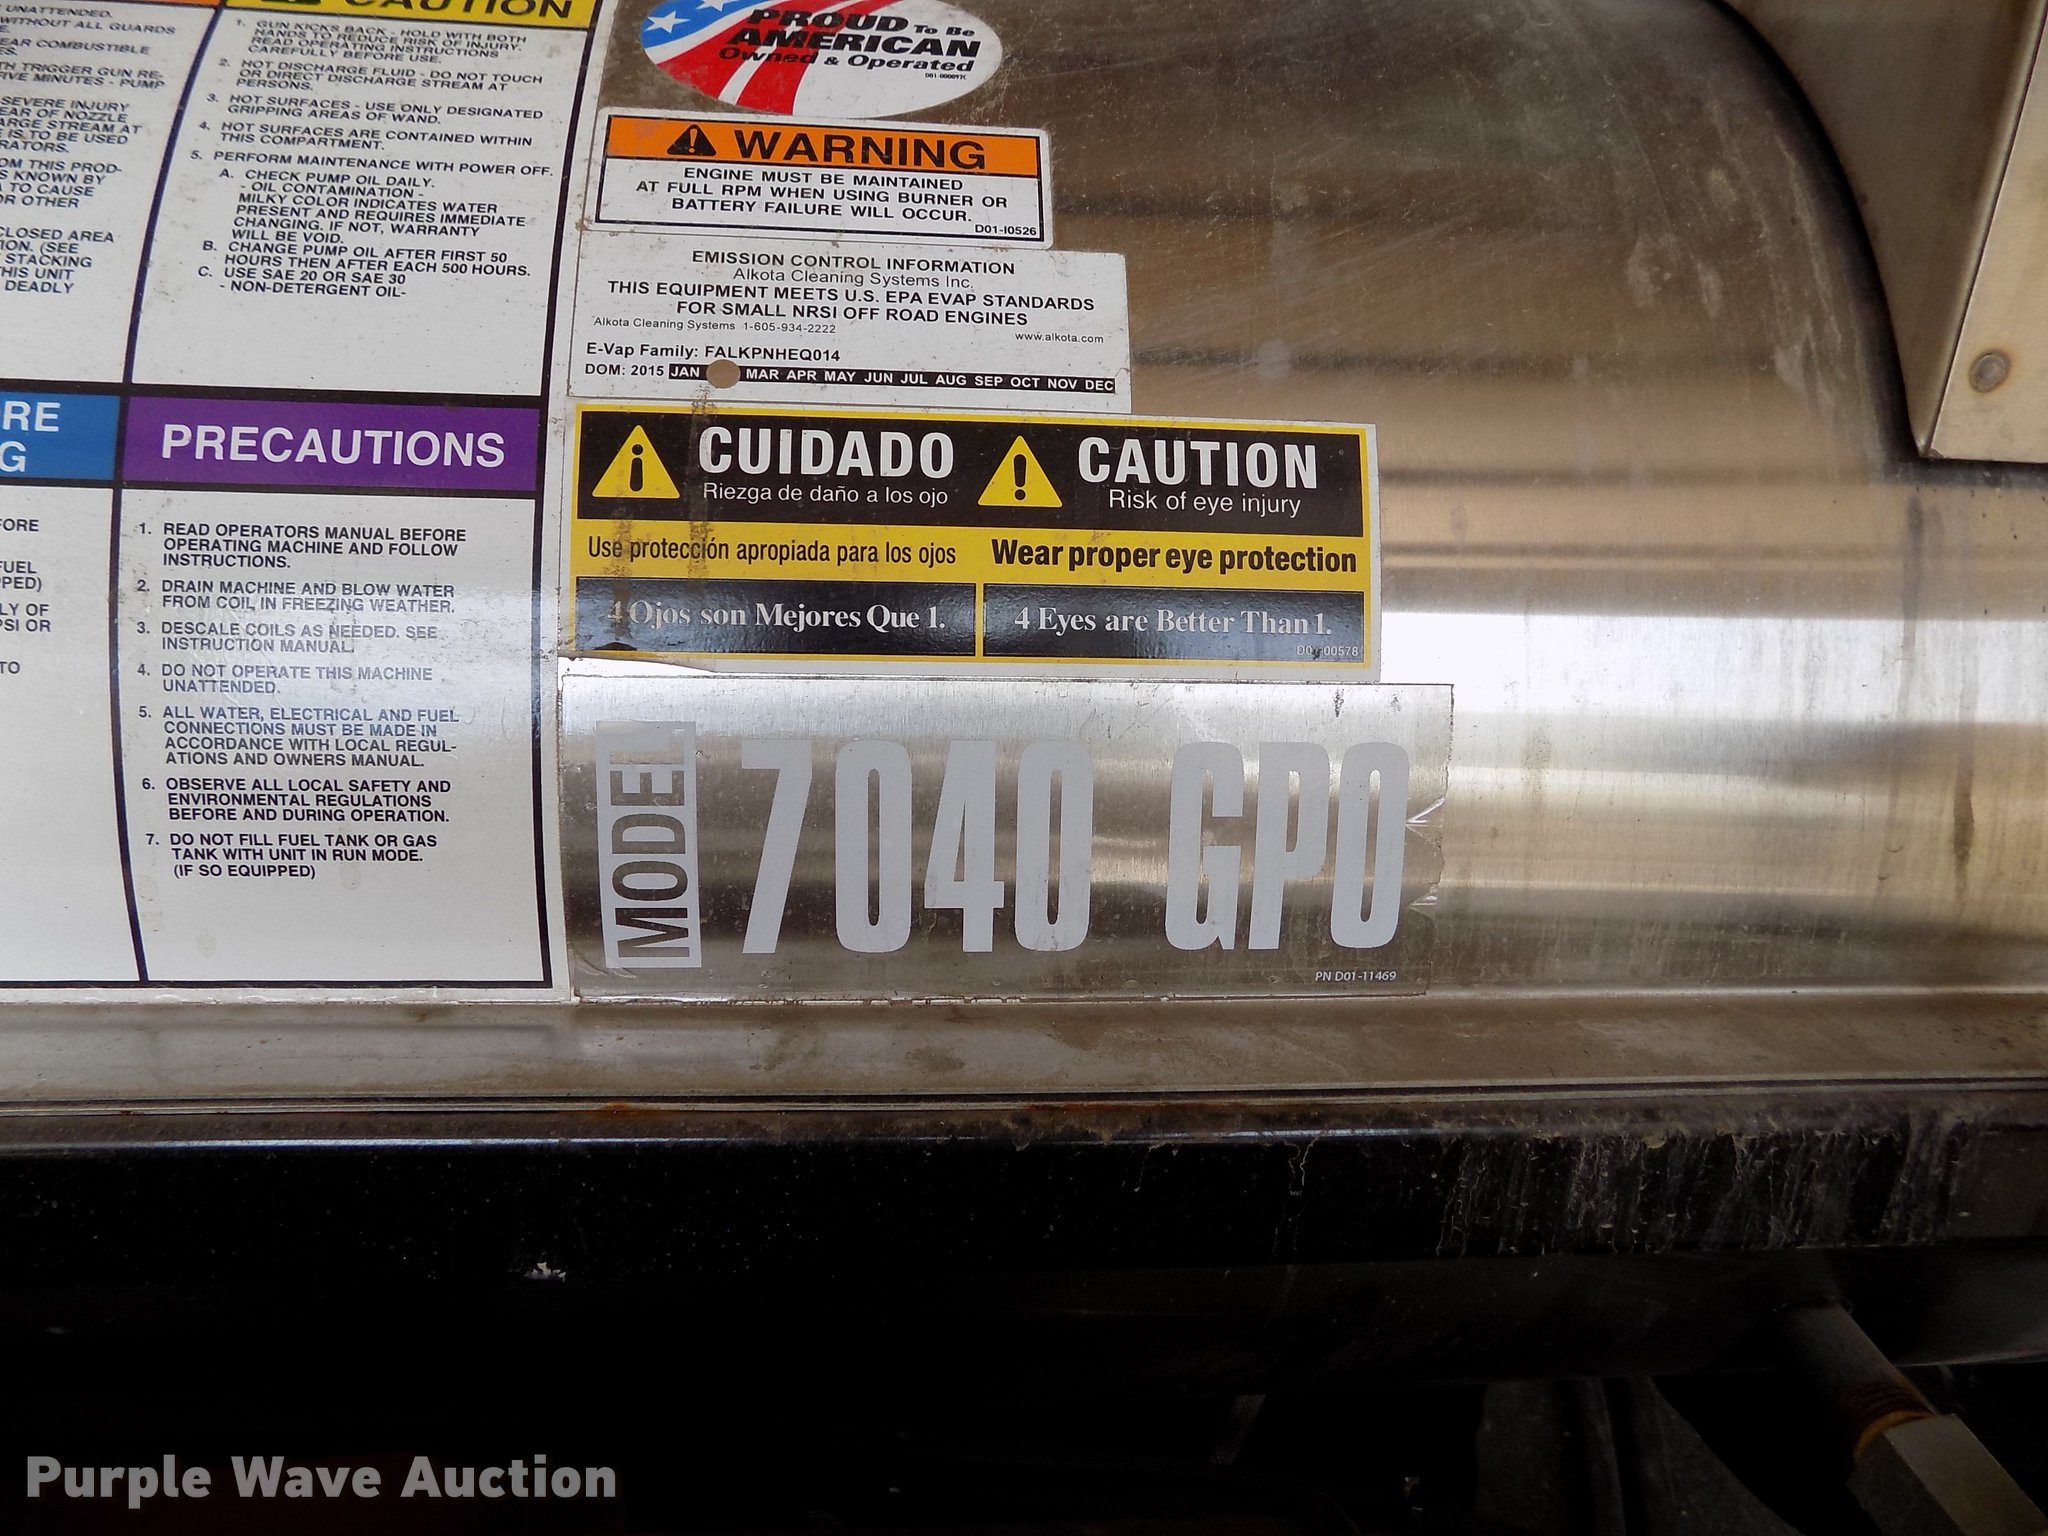 UNATTENDED.
WITHOUT ALL GUARDS
EAR COMBUSTIBLE
TRIGGER GUN RE-
MINUTES - PUMP
SEVERE INJURY
EAR OF NOZZLE
STREAM AT
IS TO BE USED
OM THIS PROD-
KNOWN BY
TO CAUSE
OR OTHER
CLOSED AREA
(SEE
STACKING
THIS UNIT
DEADLY
CAUTION
1. GUN KICKS BACK - HOLD WITH BOTH
HANDS TO REDUCE RISK OF INJURY.
READ OPERATING INSTRUCTIONS
CAREFULLY BEFORE USE.
2. HOT DISCHARGE FLUID - DO NOT TOUCH
OR DIRECT DISCHARGE STREAM AT
PERSONS.
3. HOT SURFACES - USE ONLY DESIGNATED
GRIPPING AREAS OF WAND.
4. HOT SURFACES ARE CONTAINED WITHIN
THIS COMPARTMENT.
5. PERFORM MAINTENANCE WITH POWER OFF.
A. CHECK PUMP OIL DAILY.
- OIL CONTAMINATION -
MILKY COLOR INDICATES WATER
PRESENT AND REQUIRES IMMEDIATE
CHANGING. IF NOT, WARRANTY
WILL BE VOID.
B. CHANGE PUMP OIL AFTER FIRST 50
HOURS THEN AFTER EACH 500 HOURS.
C. USE SAE 20 OR SAE 30
- NON-DETERGENT OIL-
RE
G
FORE
FUEL
PPED)
LY OF
PSI OR
TO
PRECAUTIONS
1. READ OPERATORS MANUAL BEFORE
OPERATING MACHINE AND FOLLOW
INSTRUCTIONS.
2. DRAIN MACHINE AND BLOW WATER
FROM COIL IN FREEZING WEATHER.
3. DESCALE COILS AS NEEDED. SEE
INSTRUCTION MANUAL.
4. DO NOT OPERATE THIS MACHINE
UNATTENDED.
5. ALL WATER, ELECTRICAL AND FUEL
CONNECTIONS MUST BE MADE IN
ACCORDANCE WITH LOCAL REGUL-
ATIONS AND OWNERS MANUAL.
6. OBSERVE ALL LOCAL SAFETY AND
ENVIRONMENTAL REGULATIONS
BEFORE AND DURING OPERATION.
7. DO NOT FILL FUEL TANK OR GAS
TANK WITH UNIT IN RUN MODE.
(IF SO EQUIPPED)
PROUD To Be
AMERICAN
Owned & Operated
WARNING
ENGINE MUST BE MAINTAINED
AT FULL RPM WHEN USING BURNER OR
BATTERY FAILURE WILL OCCUR.
D01-I0526
EMISSION CONTROL INFORMATION
Alkota Cleaning Systems Inc.
THIS EQUIPMENT MEETS U.S. EPA EVAP STANDARDS
FOR SMALL NRSI OFF ROAD ENGINES
Alkota Cleaning Systems 1-605-934-2222
www.alkota.com
E-Vap Family: FALKPNHEQ014
DOM: 2015 JAN MAR APR MAY JUN JUL AUG SEP OCT NOV DEC
CUIDADO
Riezga de daño a los ojo
CAUTION
Risk of eye injury
Use protección apropiada para los ojos
Wear proper eye protection
4 Ojos son Mejores Que 1.
4 Eyes are Better Than 1.
D01-00578
MODEL 7040 GPO
PN D01-11469
Purple Wave Auction